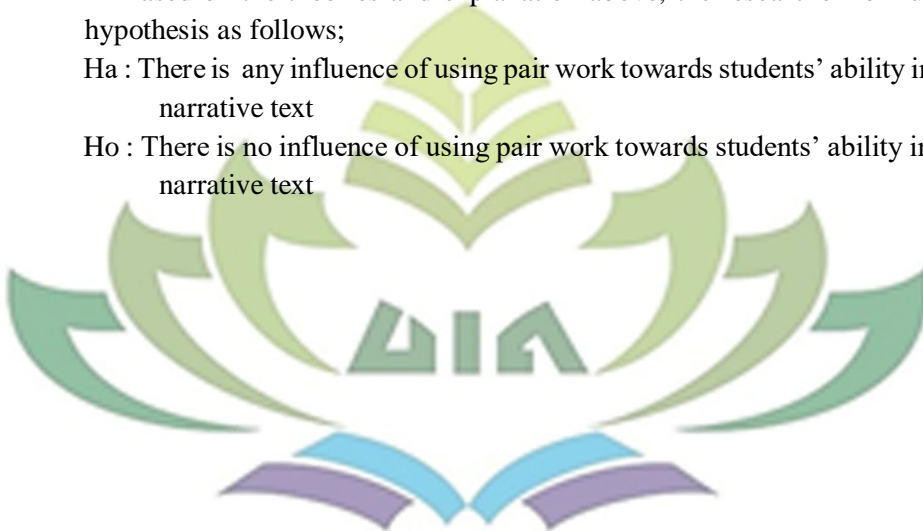 hypothesis as follows;
Ha : There is any influence of using pair work towards students’ ability in
narrative text
Ho : There is no influence of using pair work towards students’ ability in
narrative text
UIN